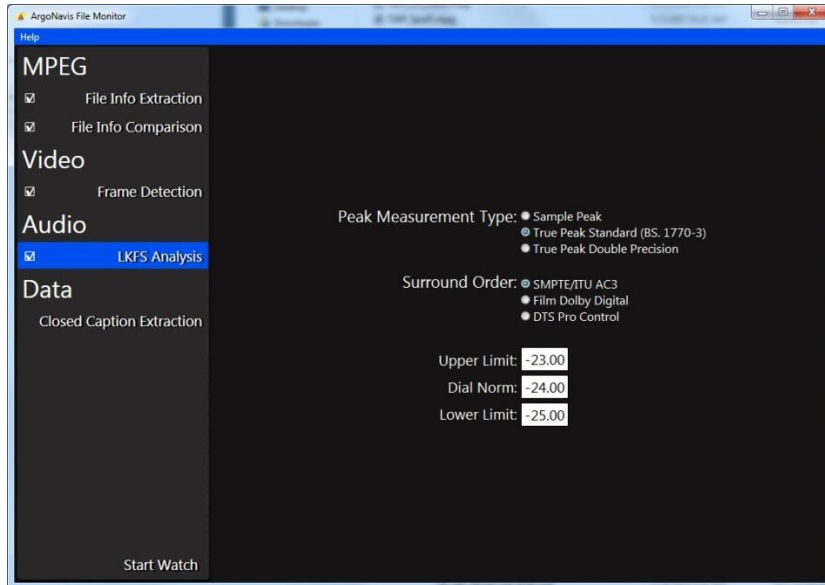 ArgoNavis File Monitor
Help
MPEG
File Info Extraction
File Info Comparison
Video
Frame Detection
Audio
LKFS Analysis
Data
Closed Caption Extraction
Start Watch
Peak Measurement Type: Sample Peak
True Peak Standard (BS. 1770-3)
True Peak Double Precision
Surround Order: SMPTE/ITU AC3
Film Dolby Digital
DTS Pro Control
Upper Limit: -23.00
Dial Norm: -24.00
Lower Limit: -25.00